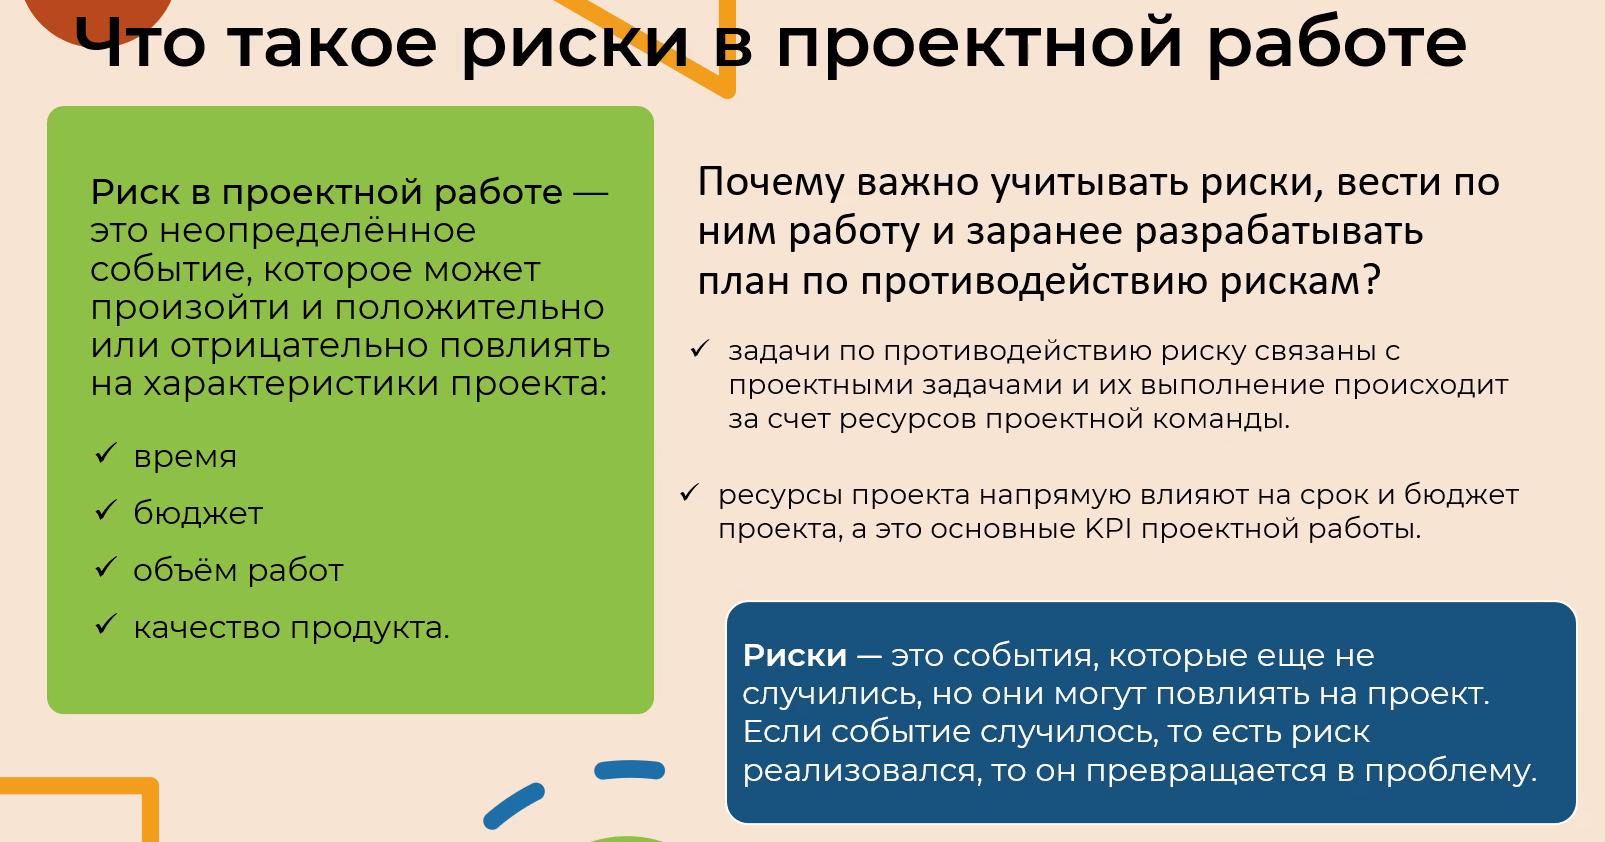 Что такое риски в проектной работе
Риск в проектной работе —
это неопределённое
событие, которое может
произойти и положительно
или отрицательно повлиять
на характеристики проекта:
✓ время
✓ бюджет
✓ объём работ
✓ качество продукта.
Почему важно учитывать риски, вести по
ним работу и заранее разрабатывать
план по противодействию рискам?
✓ задачи по противодействию риску связаны с
проектными задачами и их выполнение происходит
за счет ресурсов проектной команды.
✓ ресурсы проекта напрямую влияют на срок и бюджет
проекта, а это основные KPI проектной работы.
Риски — это события, которые еще не
случились, но они могут повлиять на проект.
Если событие случилось, то есть риск
реализовался, то он превращается в проблему.